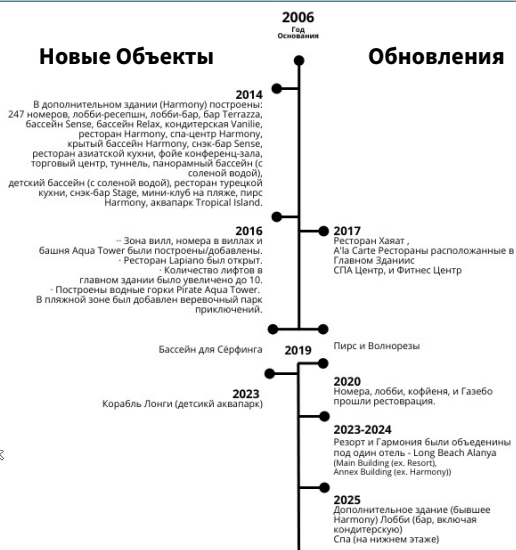 2006
Год
Основания
Новые Объекты
Обновления
2014
В дополнительном здании (Harmony) построены:
247 номеров, лобби-ресепшн, лобби-бар, бар Terrazza,
бассейн Sense, бассейн Relax, кондитерская Vanilie,
ресторан Harmony, спа-центр Harmony,
крытый бассейн Harmony, снэк-бар Sense,
ресторан азиатской кухни, фойе конференц-зала,
торговый центр, туннель, панорамный бассейн (с
соленой водой),
детский бассейн (с соленой водой), ресторан турецкой
кухни, снэк-бар Stage, мини-клуб на пляже, пирс
Harmony, аквапарк Tropical Island.
2016
·· Зона вилл, номера в виллах и
башня Aqua Tower были построены/добавлены.
· Ресторан Lapiano был открыт.
· Количество лифтов в
главном здании было увеличено до 10.
· Построены водные горки Pirate Aqua Tower.
В пляжной зоне был добавлен веревочный парк
приключений.
2017
Ресторан Хаяат ,
A'la Carte Рестораны расположанные в
Главном Зданиис
СПА Центр, и Фитнес Центр
Бассейн для Сёрфинга
2019
Пирс и Волнорезы
2020
Номера, лобби, кофйеня, и Газебо
прошли рестоврация.
2023
Корабль Лонги (детсикй аквапарк)
2023-2024
Резорт и Гармония были объеденины
под один отель - Long Beach Alanya
(Main Building (ex. Resort),
Annex Building (ex. Harmony))
2025
Дополнительное здание (бывшее
Harmony) Лобби (бар, включая
кондитерскую)
Спа (на нижнем этаже)